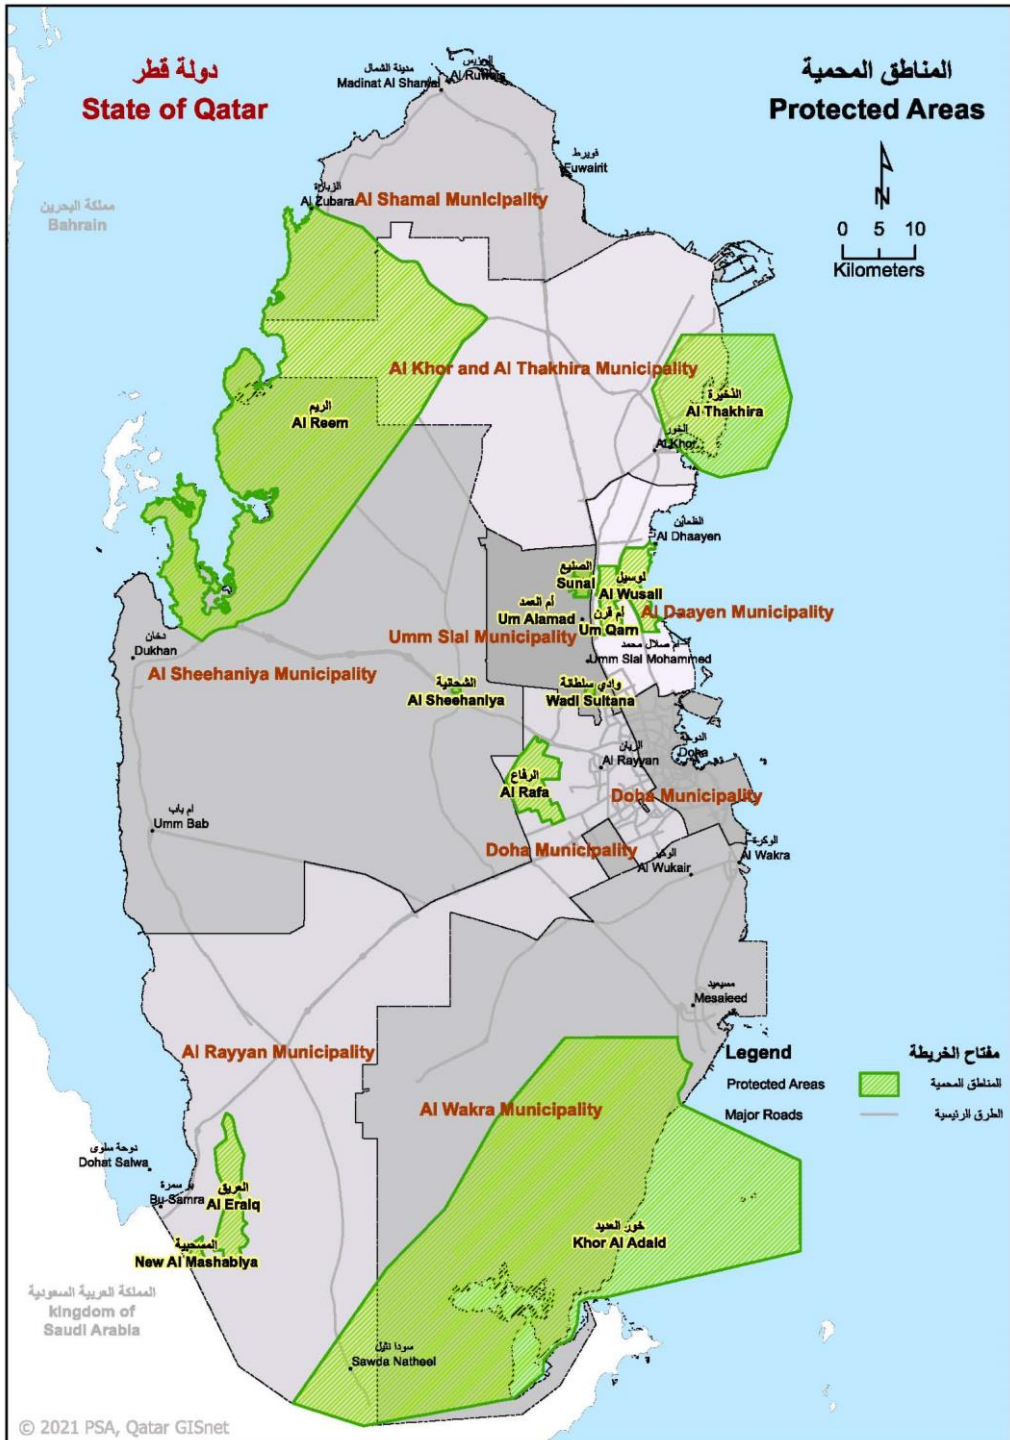 دولة قطر
State of Qatar
المناطق المحمية
Protected Areas
0 5 10
Kilometers
مدينة الشمال
Madinat Al Shamal
الرويس
Al Ruwais
فويرط
Fuwairit
مملكة البحرين
Bahrain
الزبارة
Al Zubara
Al Shamal Municipality
Al Khor and Al Thakhira Municipality
الذخيرة
Al Thakhira
الريم
Al Reem
الخور
Al Khor
الظعاين
Al Dhaayen
الصنيع
Sunai
لوسيل
Al Wusail
أم العمد
Um Alamad
أم قرن
Um Qarn
Al Daayen Municipality
Umm Slal Municipality
أم صلال محمد
Umm Slal Mohammed
دخان
Dukhan
Al Sheehaniya Municipality
الشحانية
Al Sheehaniya
وادي سلطانة
Wadi Sultana
الدوحة
Doha
الريان
Al Rayyan
الرفاع
Al Rafa
Doha Municipality
أم باب
Umm Bab
Doha Municipality
الوكير
Al Wukair
الوكرة
Al Wakra
مسيعيد
Mesaieed
Al Rayyan Municipality
Legend
مفتاح الخريطة
Protected Areas
المناطق المحمية
Major Roads
الطرق الرئيسية
Al Wakra Municipality
دوحة سلوى
Dohat Salwa
بو سمرة
Bu Samra
العريق
Al Eraiq
المسحبية
New Al Mashabiya
خور العديد
Khor Al Adaid
المملكة العربية السعودية
kingdom of
Saudi Arabia
سودا نثيل
Sawda Natheel
© 2021 PSA, Qatar GISnet